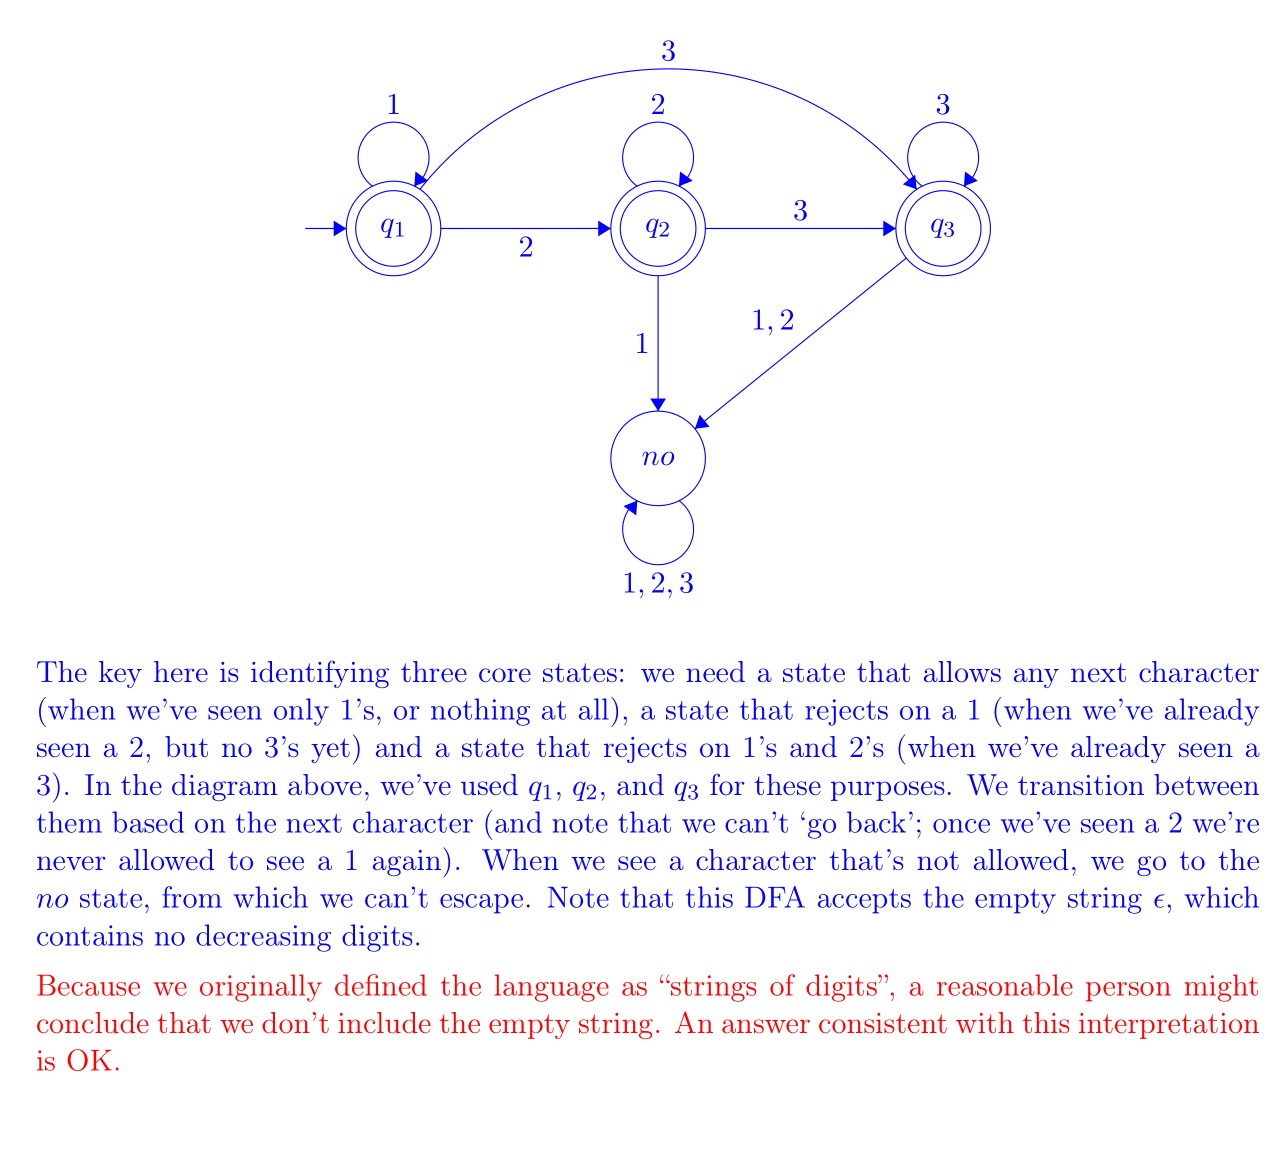 3
1
2
3
q₁
q₂
q₃
2
3
1
1, 2
no
1, 2, 3
The key here is identifying three core states: we need a state that allows any next character
(when we've seen only 1's, or nothing at all), a state that rejects on a 1 (when we've already
seen a 2, but no 3's yet) and a state that rejects on 1's and 2's (when we've already seen a
3). In the diagram above, we've used q₁, q₂, and q₃ for these purposes. We transition between
them based on the next character (and note that we can't ‘go back’; once we've seen a 2 we're
never allowed to see a 1 again). When we see a character that's not allowed, we go to the
no state, from which we can't escape. Note that this DFA accepts the empty string ϵ, which
contains no decreasing digits.
Because we originally defined the language as “strings of digits”, a reasonable person might
conclude that we don't include the empty string. An answer consistent with this interpretation
is OK.